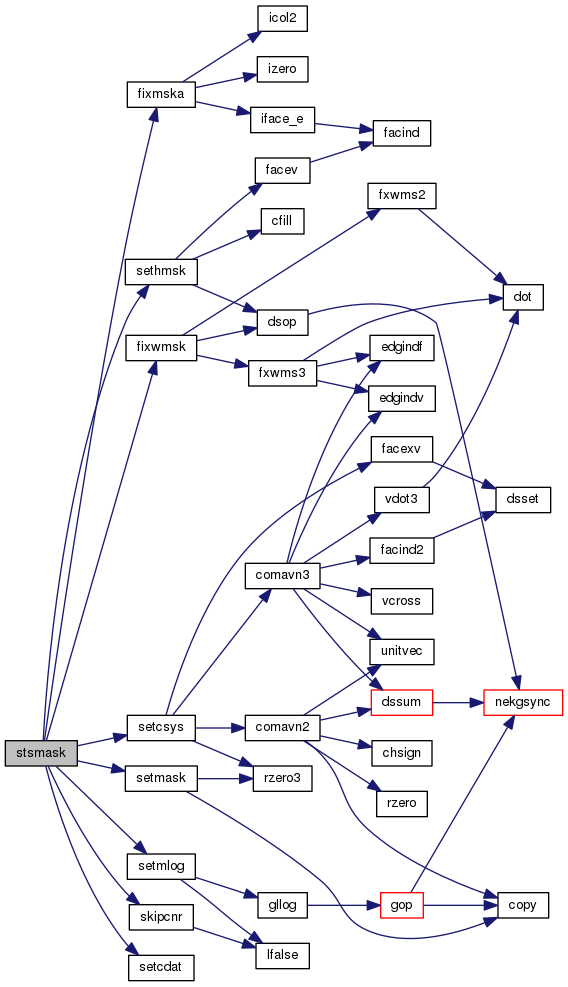 icol2
izero
fixmska
iface_e
facind
facev
fxwms2
cfill
sethmsk
dot
dsop
fixwmsk
edgindf
fxwms3
edgindv
facexv
vdot3
dsset
facind2
comavn3
vcross
unitvec
dssum
nekgsync
setcsys
comavn2
stsmask
chsign
setmask
rzero3
rzero
setmlog
gllog
gop
copy
skipcnr
lfalse
setcdat